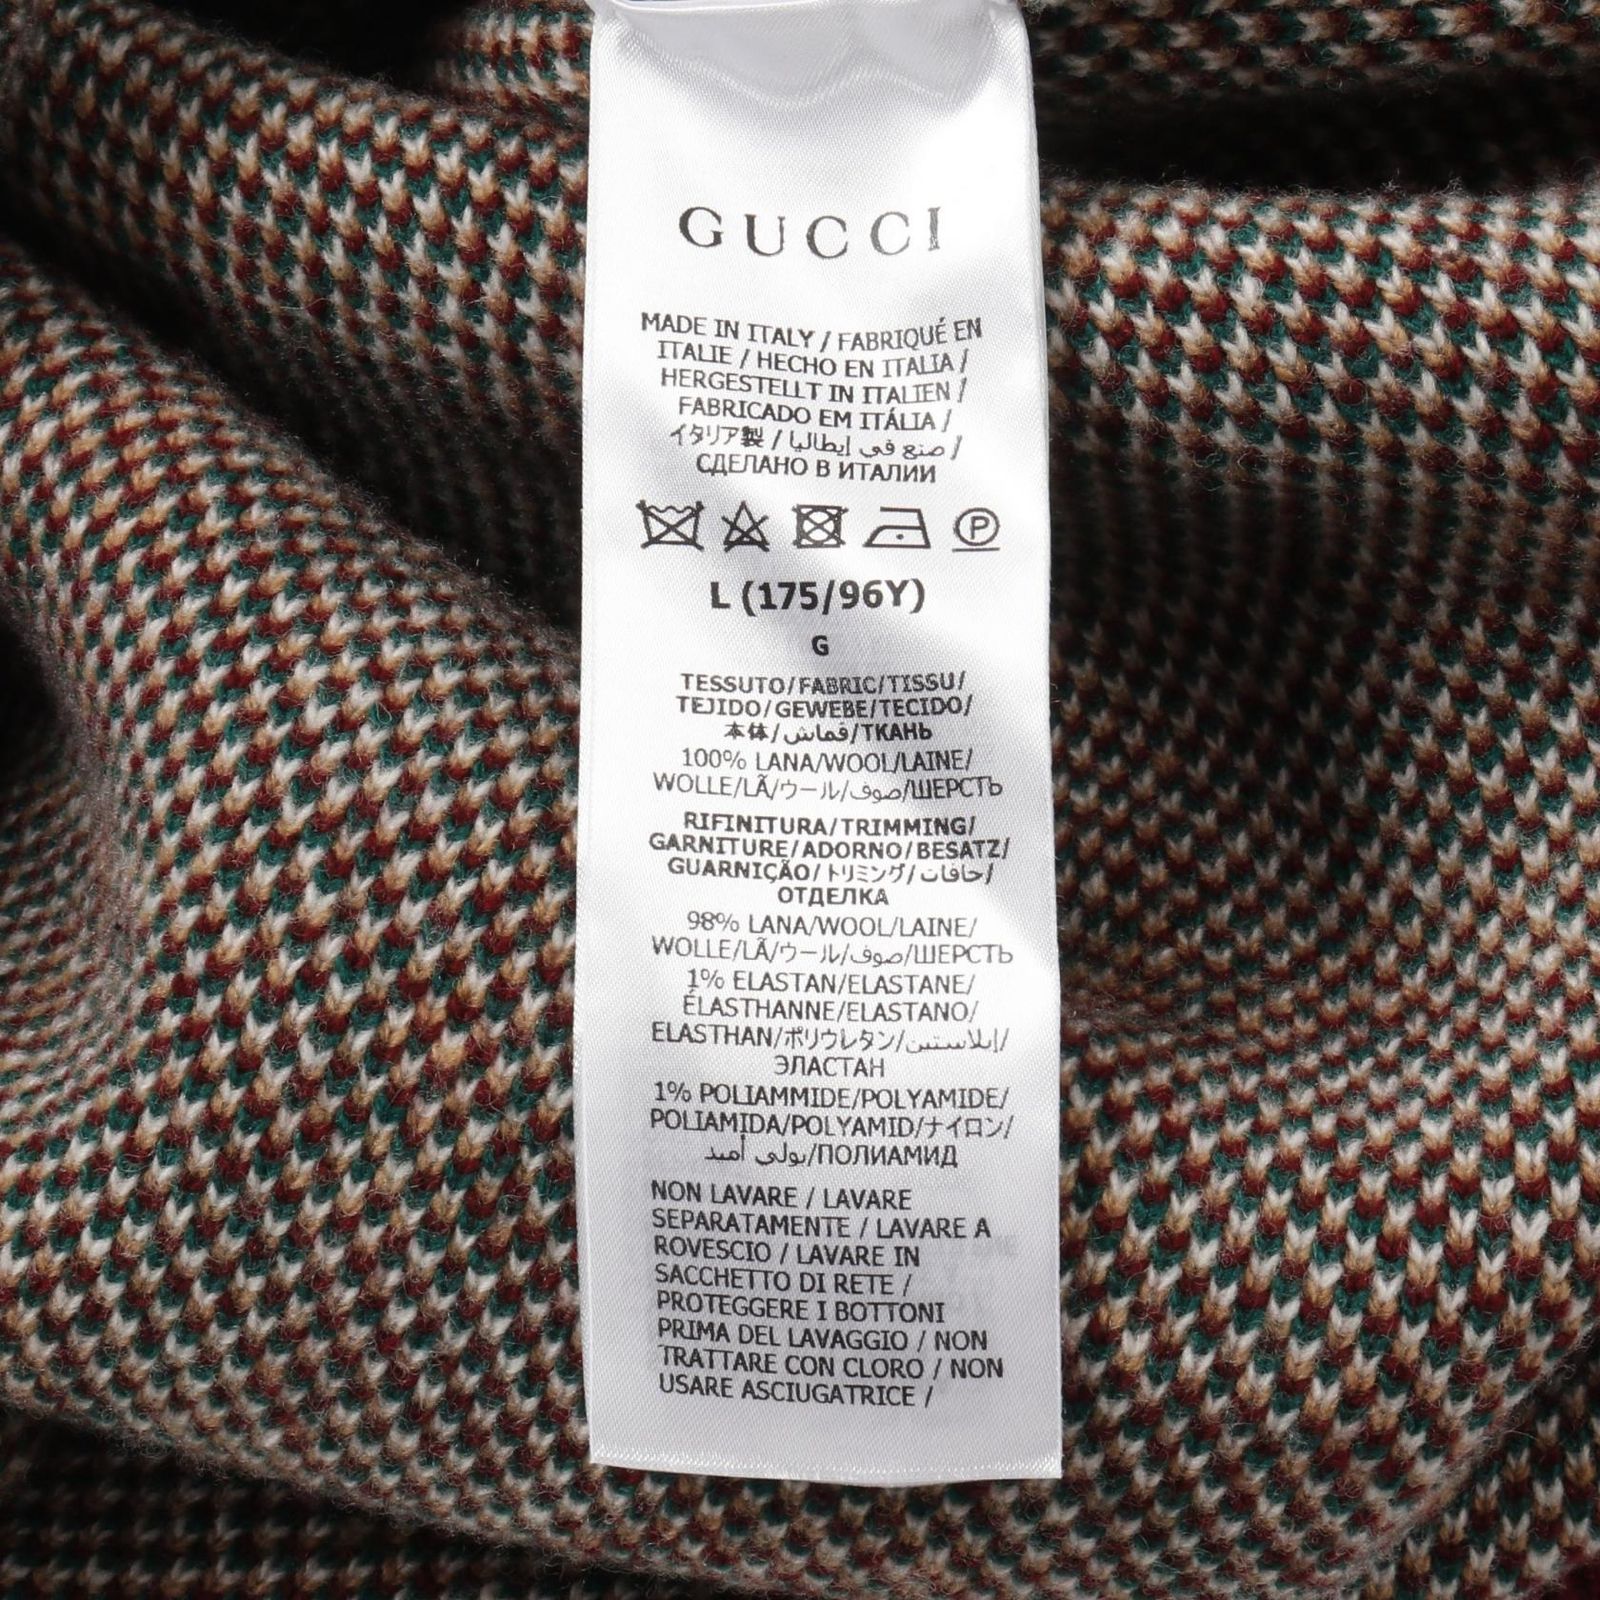 GUCCI
MADE IN ITALY / FABRIQUÉ EN
ITALIE / HECHO EN ITALIA /
HERGESTELLT IN ITALIEN /
FABRICADO EM ITÁLIA /
イタリア製 / صنع في إيطاليا /
СДЕЛАНО В ИТАЛИИ
P
L (175/96Y)
G
TESSUTO/FABRIC/TISSU/
TEJIDO/GEWEBE/TECIDO/
本体/قماش/ТКАНЬ
100% LANA/WOOL/LAINE/
WOLLE/LÃ/ウール/صوف/ШЕРСТЬ
RIFINITURA/TRIMMING/
GARNITURE/ADORNO/BESATZ/
GUARNIÇÃO/トリミング/حافات/
ОТДЕЛКА
98% LANA/WOOL/LAINE/
WOLLE/LÃ/ウール/صوف/ШЕРСТЬ
1% ELASTAN/ELASTANE/
ÉLASTHANNE/ELASTANO/
ELASTHAN/ポリウレタン/إيلاستين/
ЭЛАСТАН
1% POLIAMMIDE/POLYAMIDE/
POLIAMIDA/POLYAMID/ナイロン/
بولي أميد/ПОЛИАМИД
NON LAVARE / LAVARE
SEPARATAMENTE / LAVARE A
ROVESCIO / LAVARE IN
SACCHETTO DI RETE /
PROTEGGERE I BOTTONI
PRIMA DEL LAVAGGIO / NON
TRATTARE CON CLORO / NON
USARE ASCIUGATRICE /